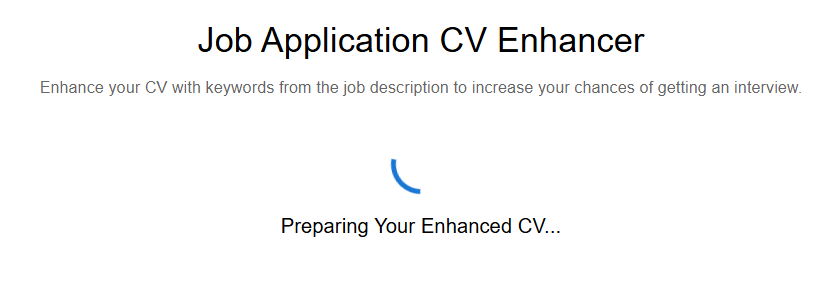 Job Application CV Enhancer
Enhance your CV with keywords from the job description to increase your chances of getting an interview.
Preparing Your Enhanced CV...